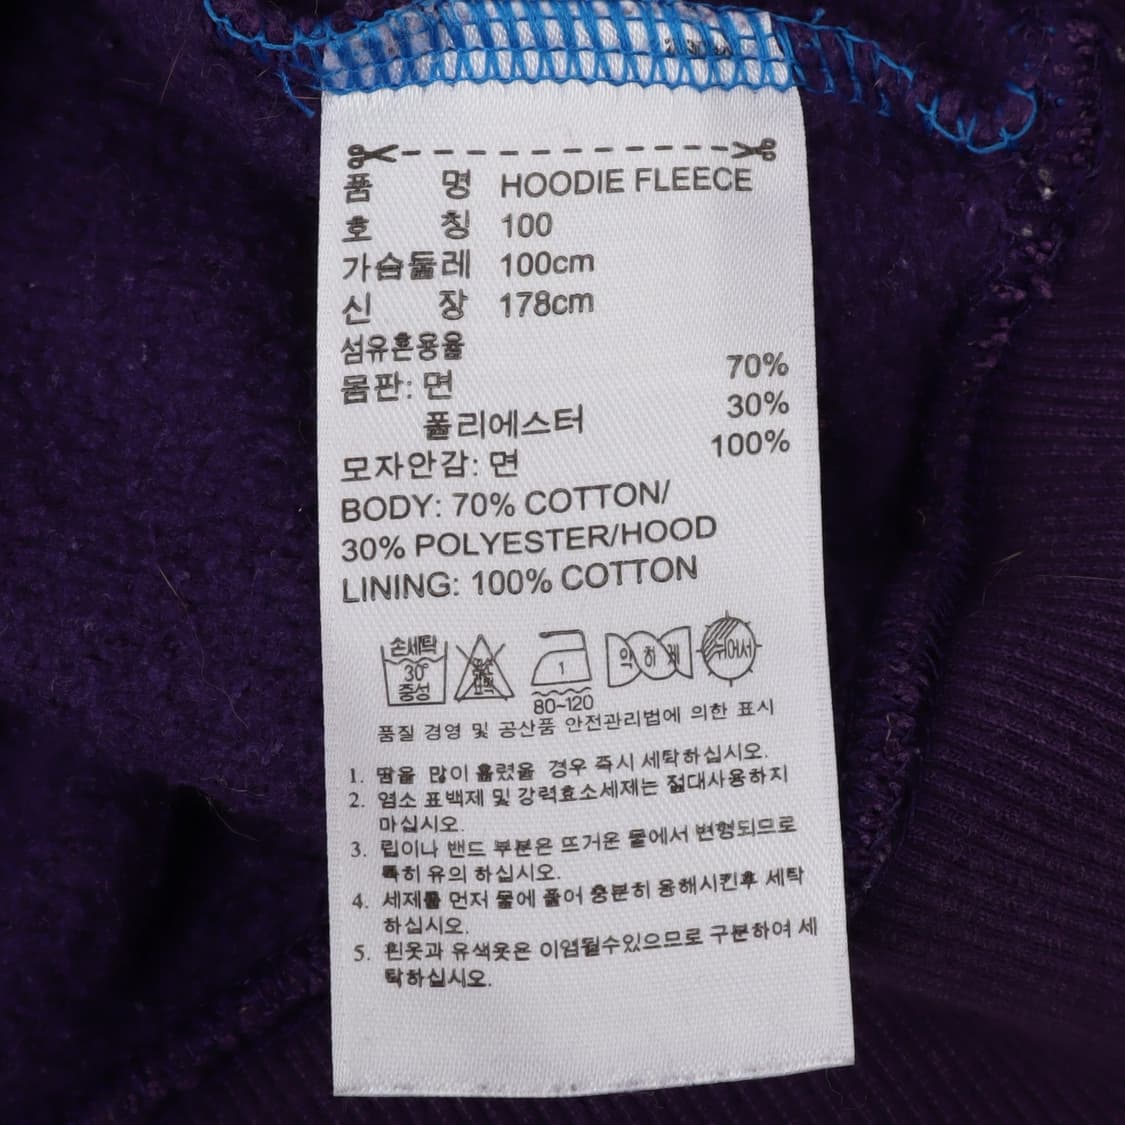 품 명 HOODIE FLEECE
호 칭 100
가슴둘레 100cm
신 장 178cm
섬유혼용율
몸판: 면 70%
폴리에스터 30%
모자안감: 면 100%
BODY: 70% COTTON/
30% POLYESTER/HOOD
LINING: 100% COTTON
손세탁
30°
중성
염소
표백
1
80~120
약하게
뉘어서
품질 경영 및 공산품 안전관리법에 의한 표시
1. 땀을 많이 흘렸을 경우 즉시 세탁하십시오.
2. 염소 표백제 및 강력효소세제는 절대사용하지
마십시오.
3. 립이나 밴드 부분은 뜨거운 물에서 변형되므로
특히 유의 하십시오.
4. 세제를 먼저 물에 풀어 충분히 용해시킨후 세탁
하십시오.
5. 흰옷과 유색옷은 이염될수있으므로 구분하여 세
탁하십시오.